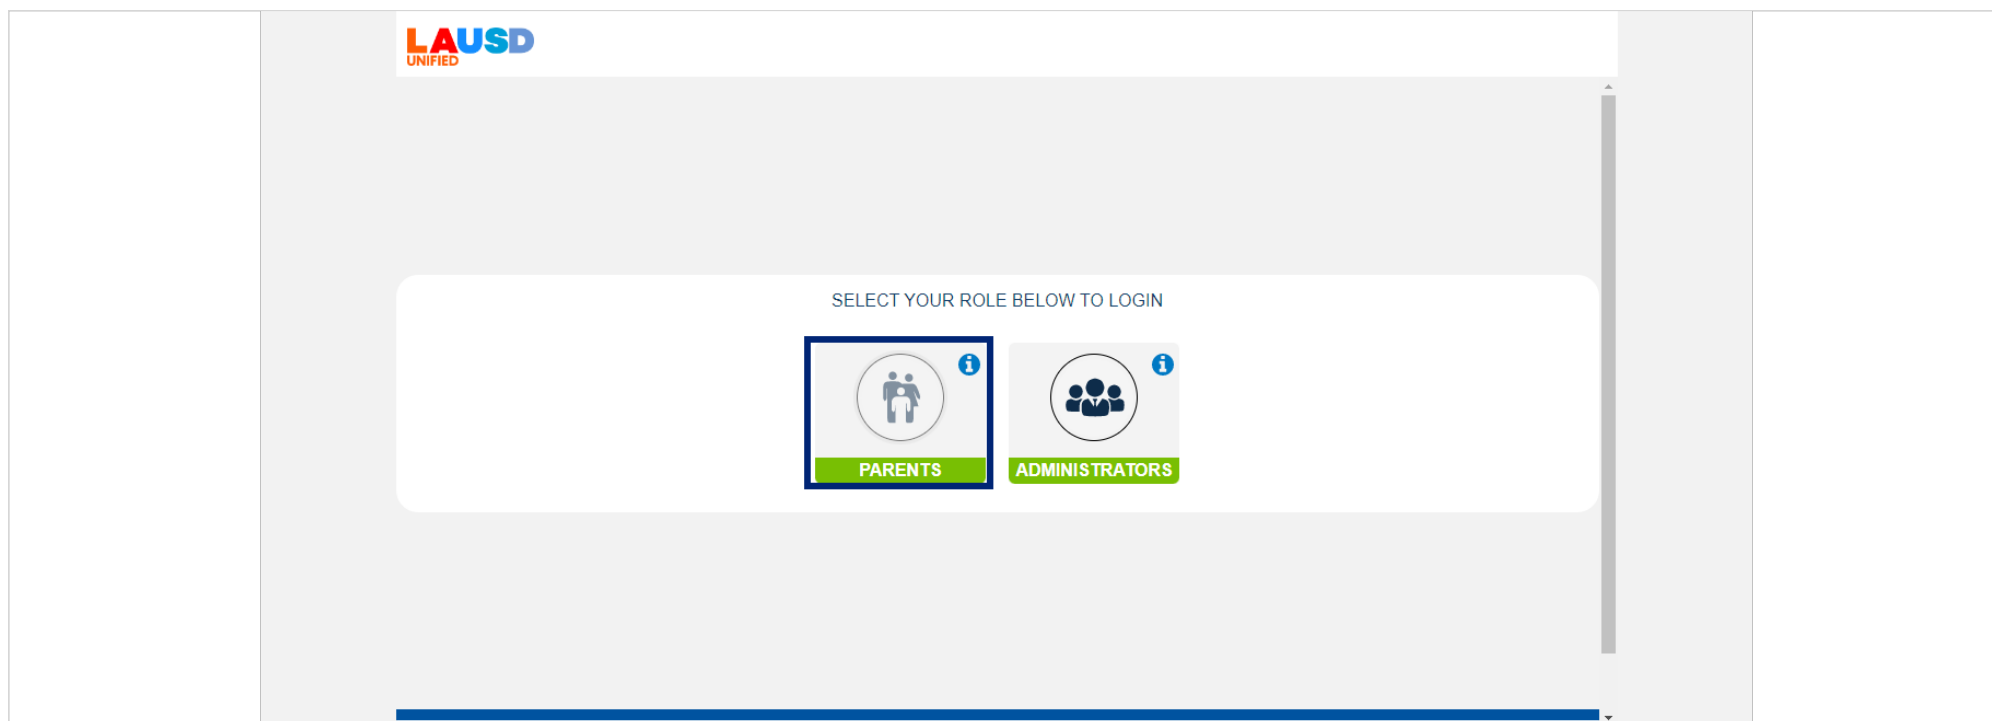 LAUSD
UNIFIED
SELECT YOUR ROLE BELOW TO LOGIN
PARENTS
ADMINISTRATORS